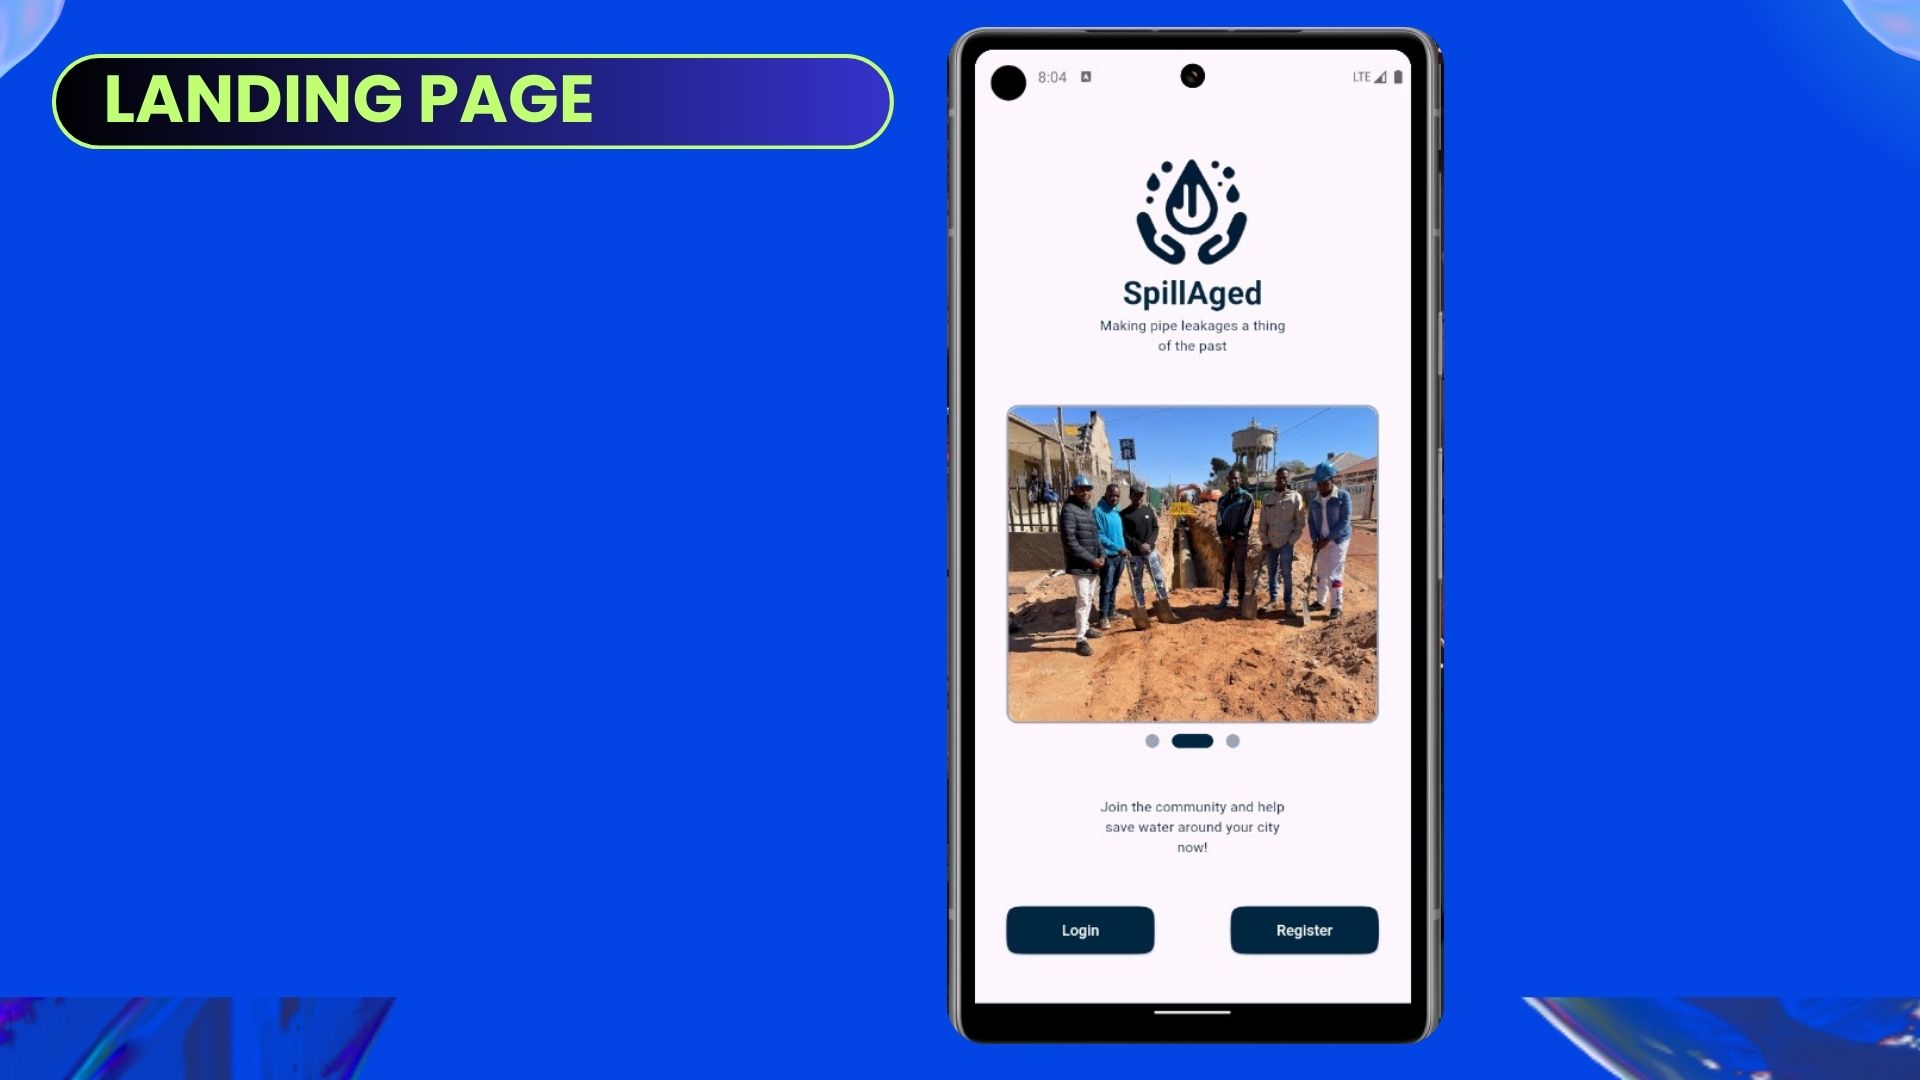 LANDING PAGE
8:04
LTE
SpillAged
Making pipe leakages a thing
of the past
Join the community and help
save water around your city
now!
Login
Register